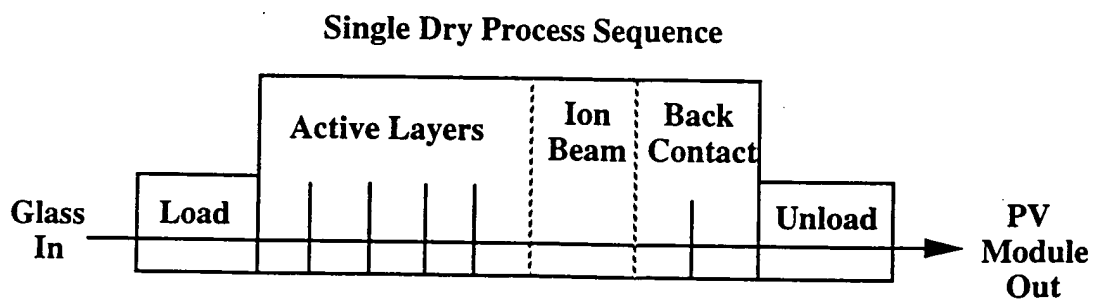 Single Dry Process Sequence
Active Layers
Ion
Beam
Back
Contact
Glass
In
Load
Unload
PV
Module
Out